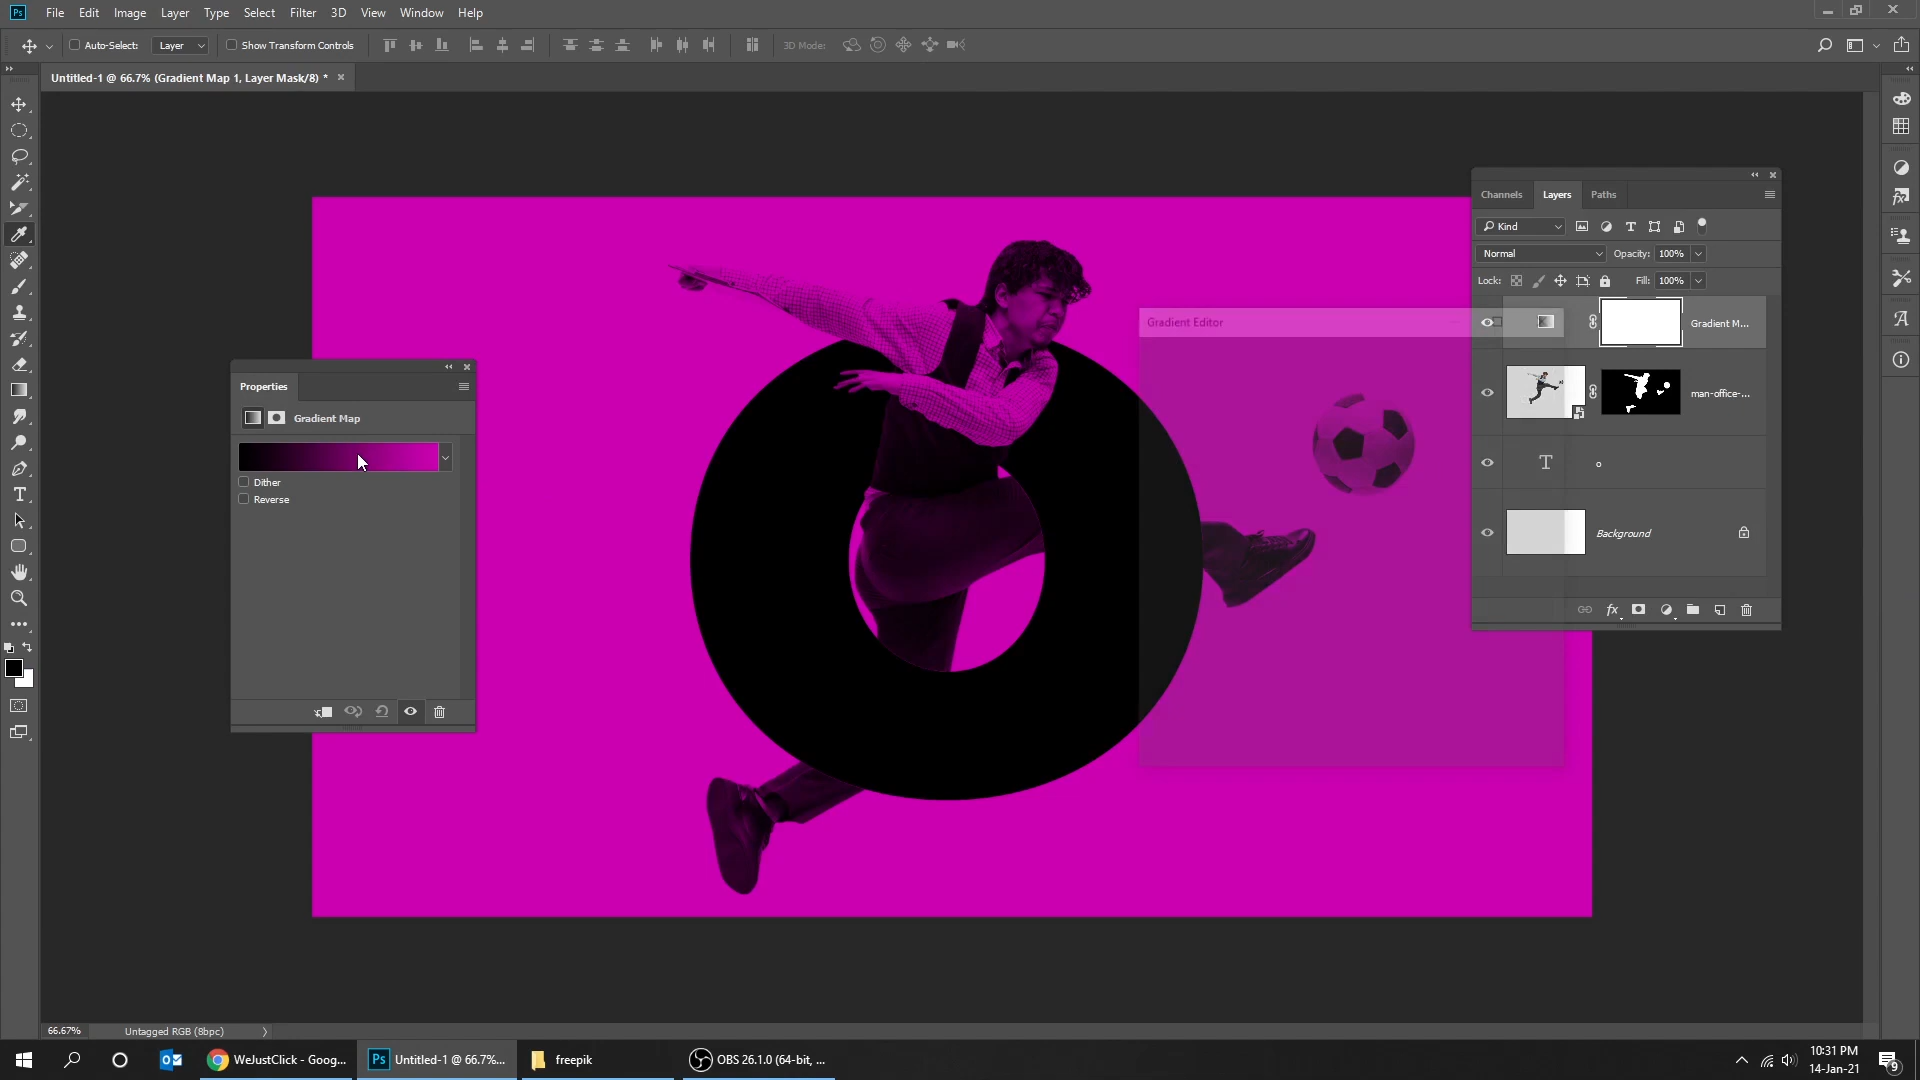 Ps File Edit Image Layer Type Select Filter 3D View Window Help
Auto-Select: Layer Show Transform Controls 3D Mode:
Untitled-1 @ 66.7% (Gradient Map 1, Layer Mask/8) * ×
Channels Layers Paths
Kind
Normal Opacity: 100%
Lock: Fill: 100%
Gradient Editor
Gradient M...
Properties
man-office-...
Gradient Map
T o
Dither
Reverse
Background
66.67% Untagged RGB (8bpc)
WeJustClick - Goog...
Ps Untitled-1 @ 66.7%...
freepik
OBS 26.1.0 (64-bit, ...
10:31 PM
14-Jan-21
9